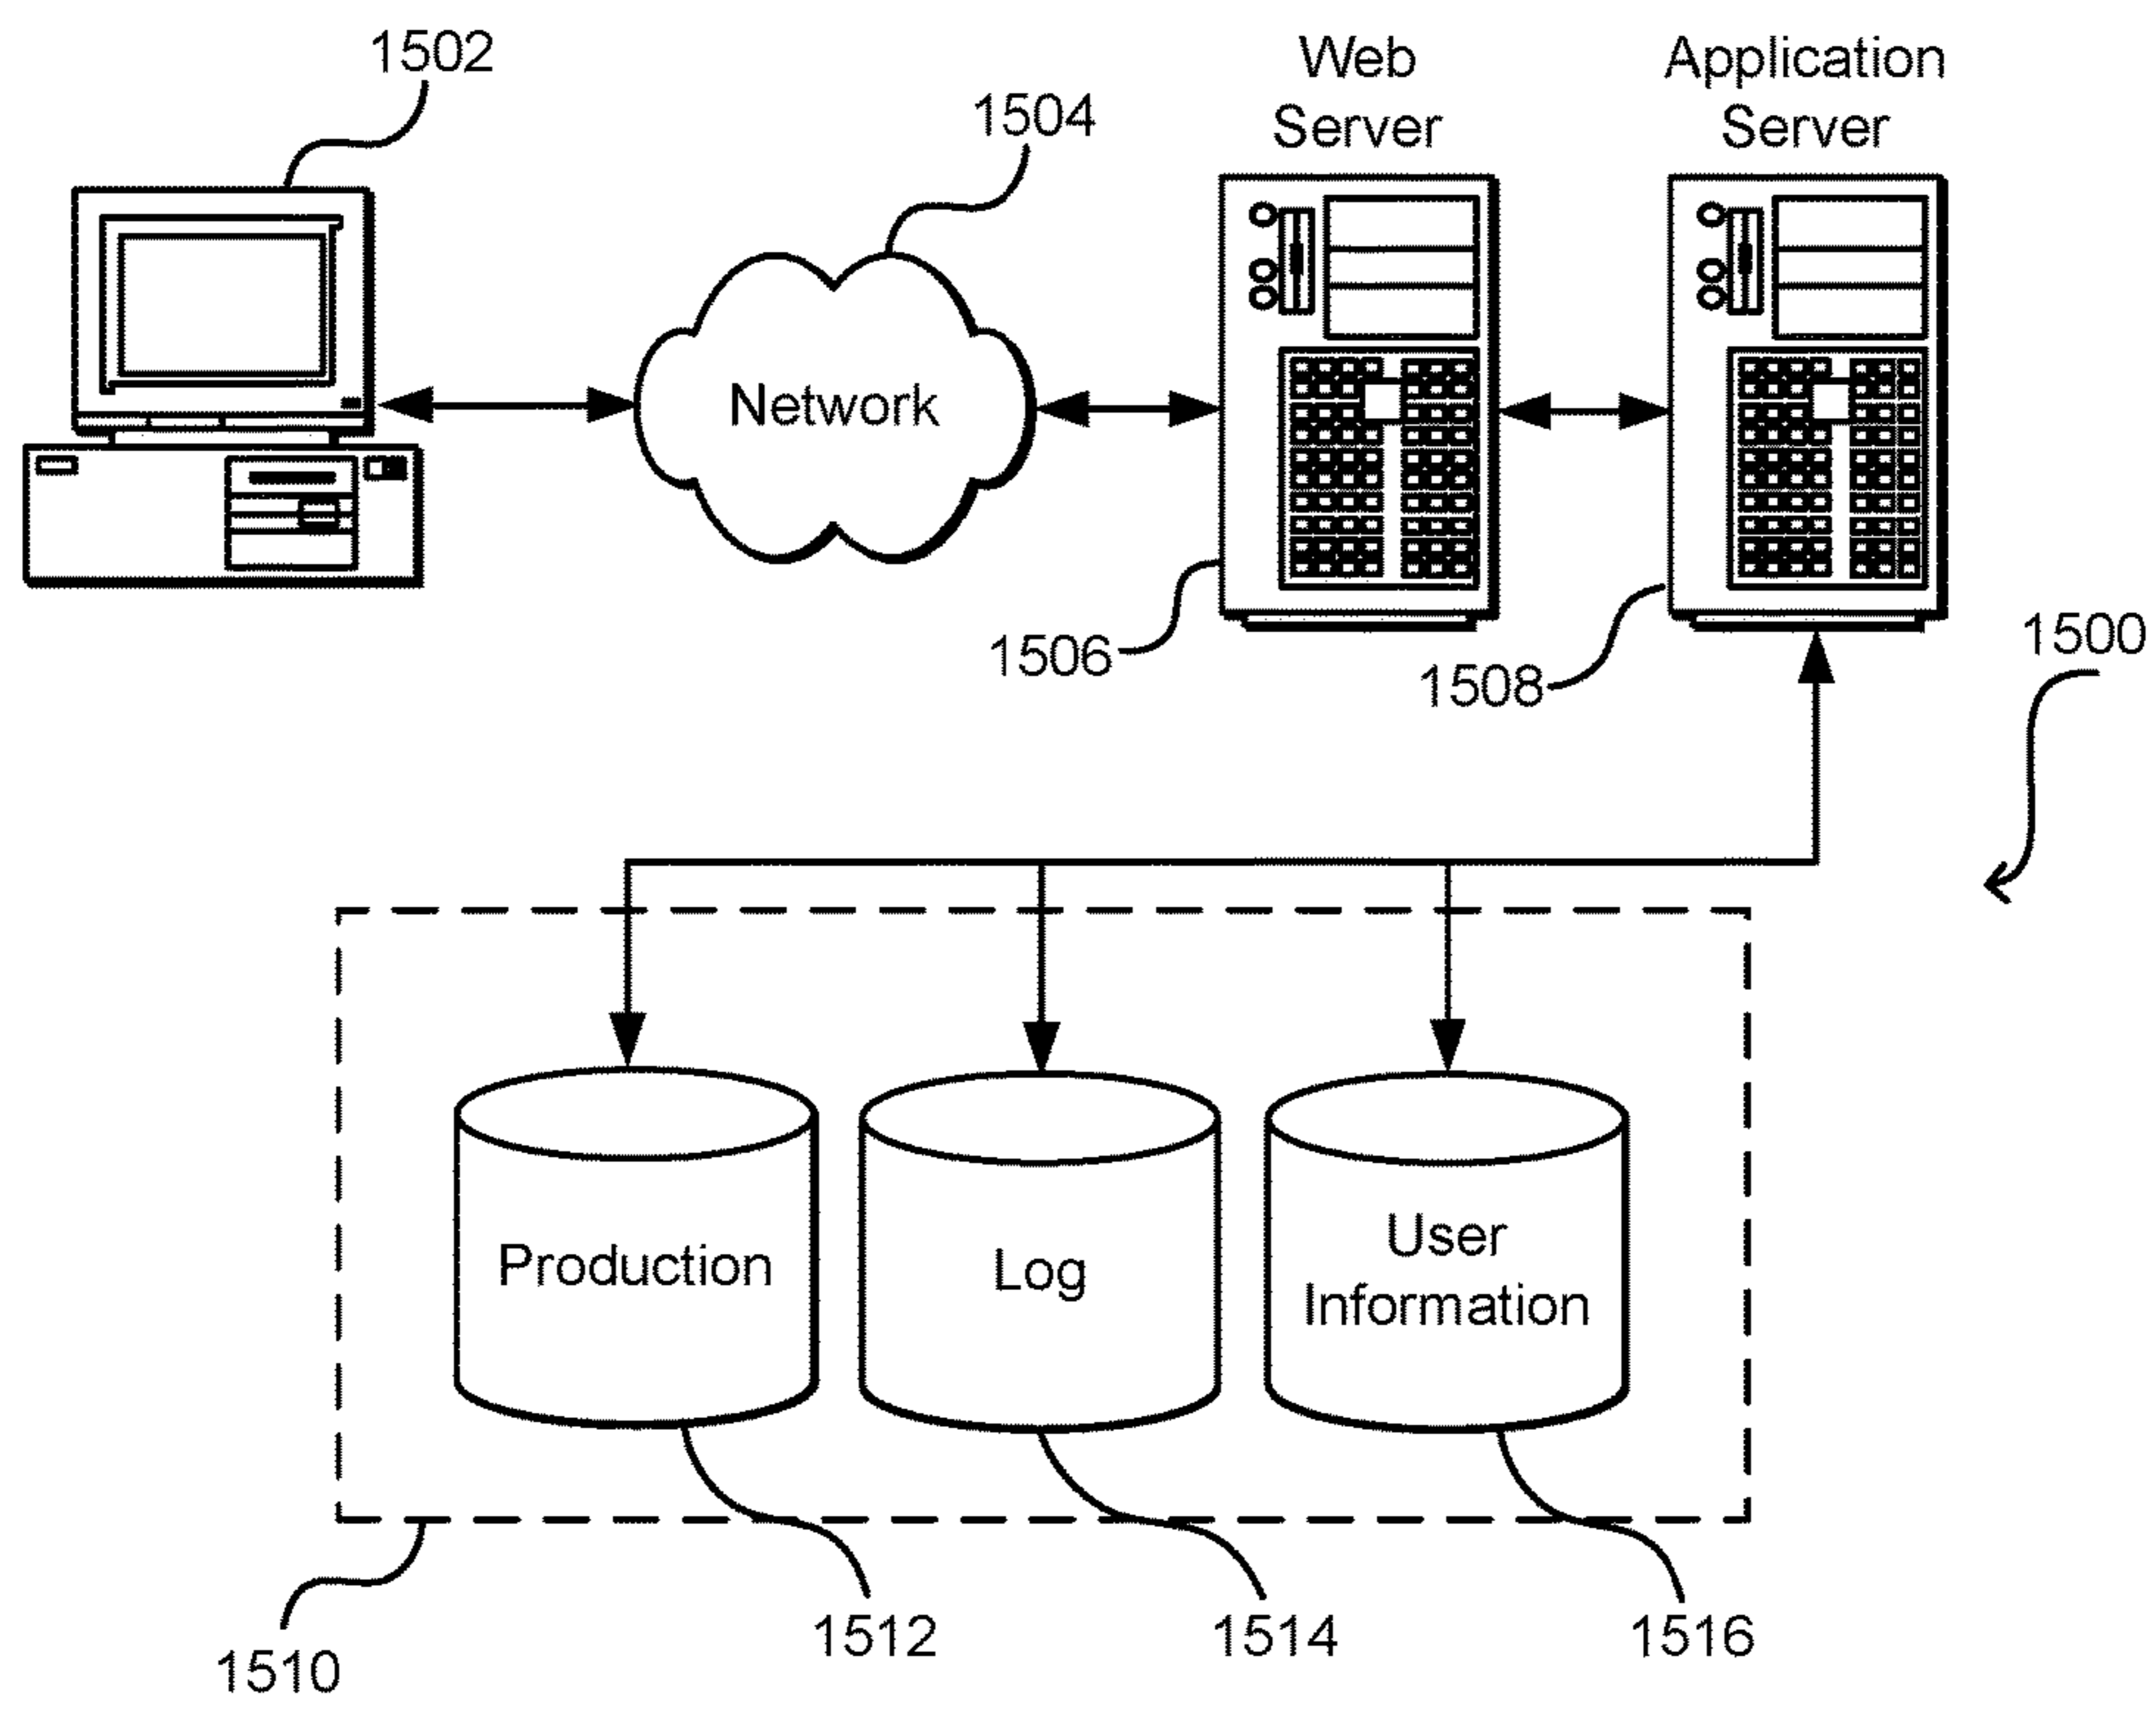 1502
1504
Web
Server
Application
Server
Network
1506
1508
1500
Production
Log
User
Information
1510
1512
1514
1516